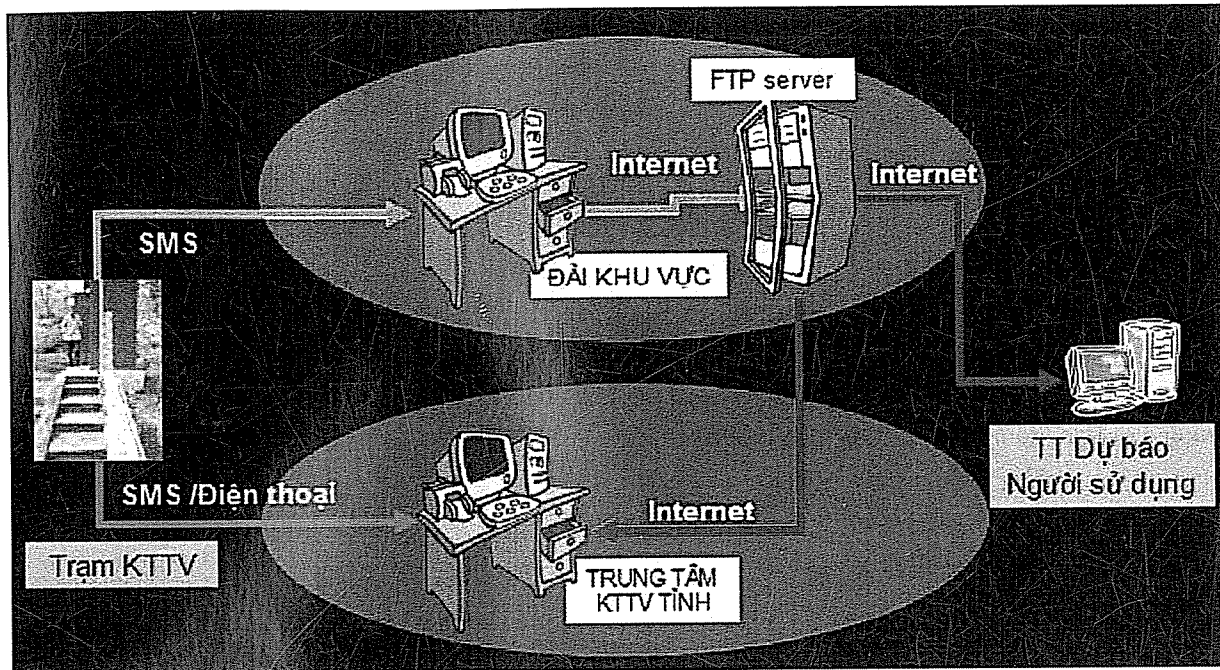 FTP server
Internet
Internet
SMS
ĐÀI KHU VỰC
TT Dự báo
Người sử dụng
SMS /Điện thoại
Internet
Trạm KTTV
TRUNG TÂM
KTTV TỈNH